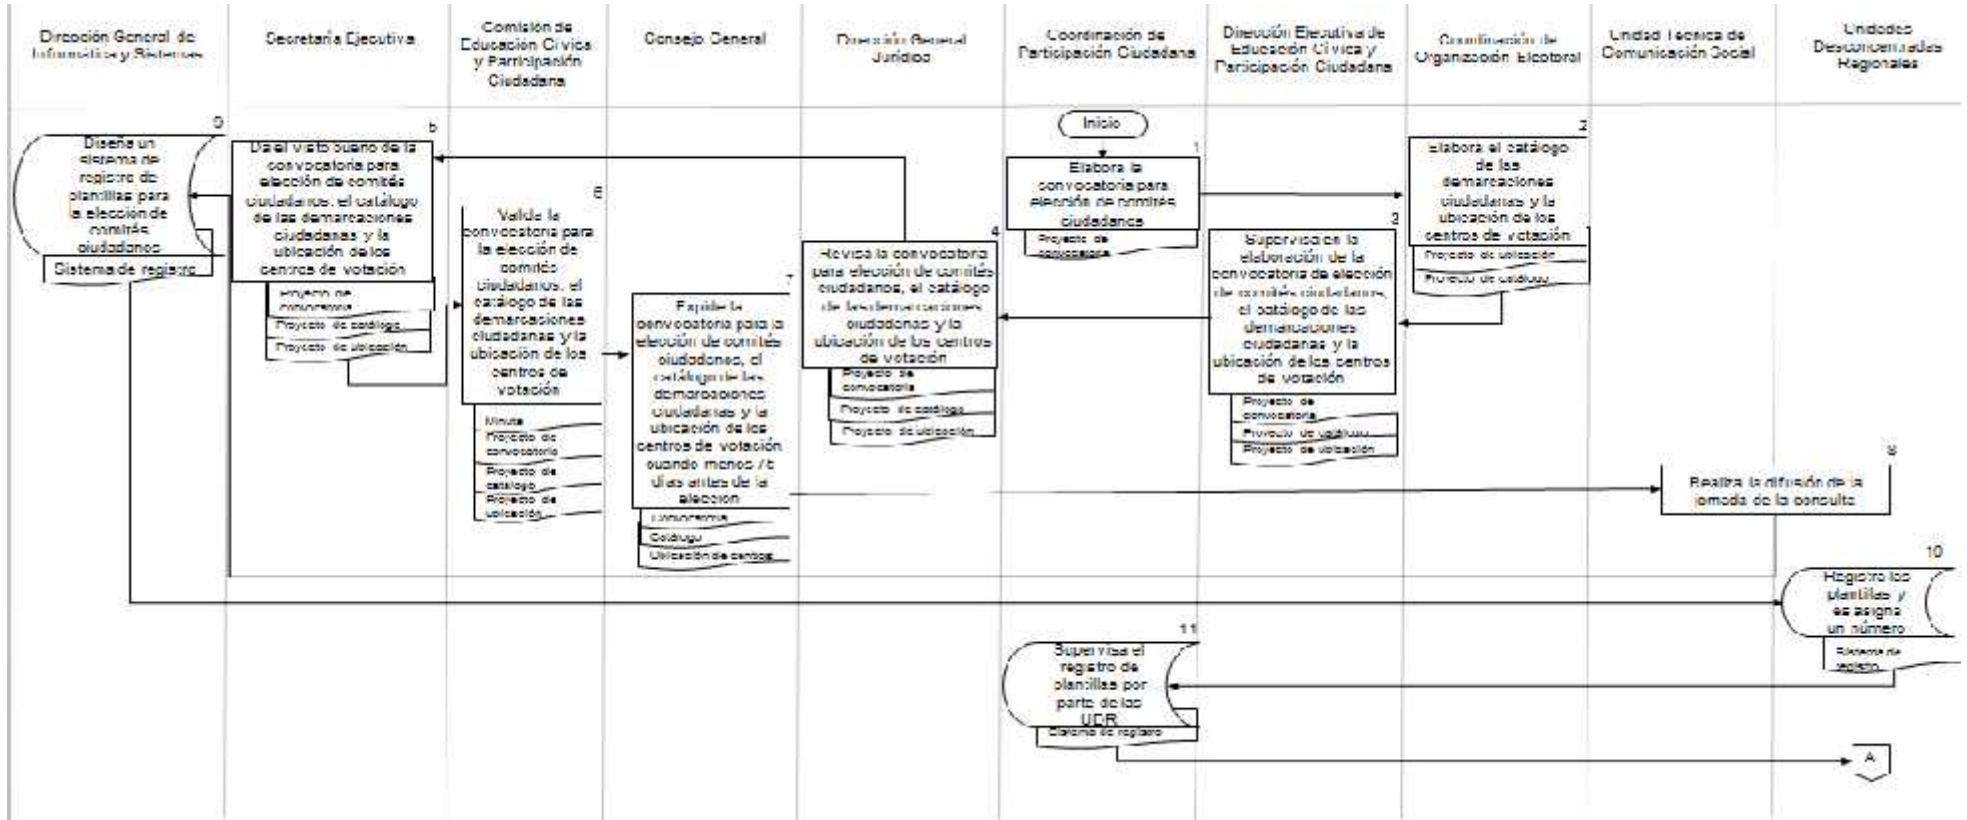 Dirección General de
Informática y Sistemas
Secretaría Ejecutiva
Comisión de
Educación Cívica
y Participación
Ciudadana
Consejo General
Dirección General
Jurídica
Coordinación de
Participación Ciudadana
Dirección Ejecutiva de
Educación Cívica y
Participación Ciudadana
Coordinación de
Organización Electoral
Unidad Técnica de
Comunicación Social
Unidades
Desconcentradas
Regionales
Inicio
1
Elabora la
convocatoria para
elección de comités
ciudadanos
Proyecto de
convocatoria
2
Elabora el catálogo
de las
demarcaciones
ciudadanas y la
ubicación de los
centros de votación
Proyecto de ubicación
Proyecto de catálogo
3
Supervisa en la
elaboración de la
convocatoria de elección
de comités ciudadanos,
el catálogo de las
demarcaciones
ciudadanas y la
ubicación de los centros
de votación
Proyecto de
convocatoria
Proyecto de catálogo
Proyecto de ubicación
4
Revisa la convocatoria
para elección de comités
ciudadanos, el catálogo
de las demarcaciones
ciudadanas y la
ubicación de los centros
de votación
Proyecto de
convocatoria
Proyecto de catálogo
Proyecto de ubicación
5
Da el visto bueno de la
convocatoria para
elección de comités
ciudadanos, el catálogo
de las demarcaciones
ciudadanas y la
ubicación de los
centros de votación
Proyecto de
convocatoria
Proyecto de catálogo
Proyecto de ubicación
6
Valida la
convocatoria para
la elección de
comités
ciudadanos, el
catálogo de las
demarcaciones
ciudadanas y la
ubicación de los
centros de
votación
Minuta
Proyecto de
convocatoria
Proyecto de
catálogo
Proyecto de
ubicación
7
Expide la
convocatoria para la
elección de comités
ciudadanos, el
catálogo de las
demarcaciones
ciudadanas y la
ubicación de los
centros de votación
cuando menos 75
días antes de la
elección
Convocatoria
Catálogo
Ubicación de centros
8
Realiza la difusión de la
jornada de la consulta
9
Diseña un
sistema de
registro de
plantillas para
la elección de
comités
ciudadanos
Sistema de registro
10
Registra las
plantillas y
es asigna
un número
Sistema de
registro
11
Supervisa el
registro de
plantillas por
parte de las
UDR
Sistema de registro
A